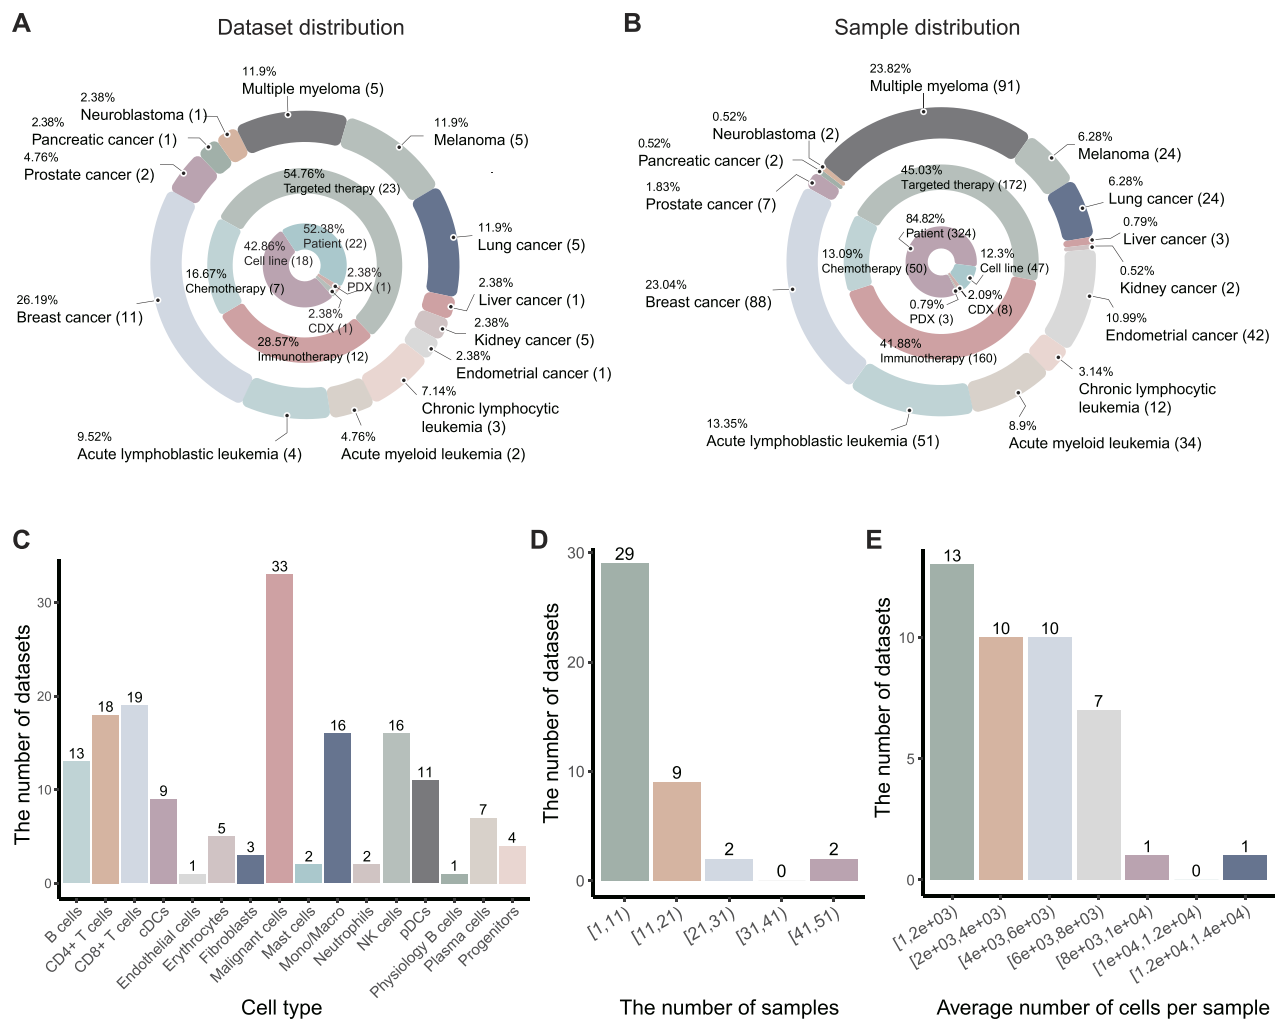 A
Dataset distribution
11.9%
Multiple myeloma (5)
2.38%
Neuroblastoma (1)
2.38%
Pancreatic cancer (1)
4.76%
Prostate cancer (2)
11.9%
Melanoma (5)
54.76%
Targeted therapy (23)
11.9%
Lung cancer (5)
52.38%
Patient (22)
42.86%
Cell line (18)
2.38%
PDX (1)
2.38%
CDX (1)
16.67%
Chemotherapy (7)
28.57%
Immunotherapy (12)
2.38%
Liver cancer (1)
2.38%
Kidney cancer (5)
2.38%
Endometrial cancer (1)
26.19%
Breast cancer (11)
7.14%
Chronic lymphocytic
leukemia (3)
9.52%
Acute lymphoblastic leukemia (4)
4.76%
Acute myeloid leukemia (2)
B
Sample distribution
23.82%
Multiple myeloma (91)
0.52%
Neuroblastoma (2)
0.52%
Pancreatic cancer (2)
1.83%
Prostate cancer (7)
6.28%
Melanoma (24)
45.03%
Targeted therapy (172)
6.28%
Lung cancer (24)
84.82%
Patient (324)
12.3%
Cell line (47)
0.79%
Liver cancer (3)
13.09%
Chemotherapy (50)
2.09%
CDX (8)
0.79%
PDX (3)
0.52%
Kidney cancer (2)
23.04%
Breast cancer (88)
10.99%
Endometrial cancer (42)
41.88%
Immunotherapy (160)
3.14%
Chronic lymphocytic
leukemia (12)
13.35%
Acute lymphoblastic leukemia (51)
8.9%
Acute myeloid leukemia (34)
C
The number of datasets
30
20
10
0
13
18
19
9
1
5
3
33
2
16
2
16
11
1
7
4
B cells
CD4+ T cells
CD8+ T cells
cDCs
Endothelial cells
Erythrocytes
Fibroblasts
Malignant cells
Mast cells
Mono/Macro
Neutrophils
NK cells
pDCs
Physiology B cells
Plasma cells
Progenitors
Cell type
D
The number of datasets
30
20
10
0
29
9
2
0
2
[1,11)
[11,21)
[21,31)
[31,41)
[41,51)
The number of samples
E
The number of datasets
10
5
0
13
10
10
7
1
0
1
[1,2e+03)
[2e+03,4e+03)
[4e+03,6e+03)
[6e+03,8e+03)
[8e+03,1e+04)
[1e+04,1.2e+04)
[1.2e+04,1.4e+04)
Average number of cells per sample